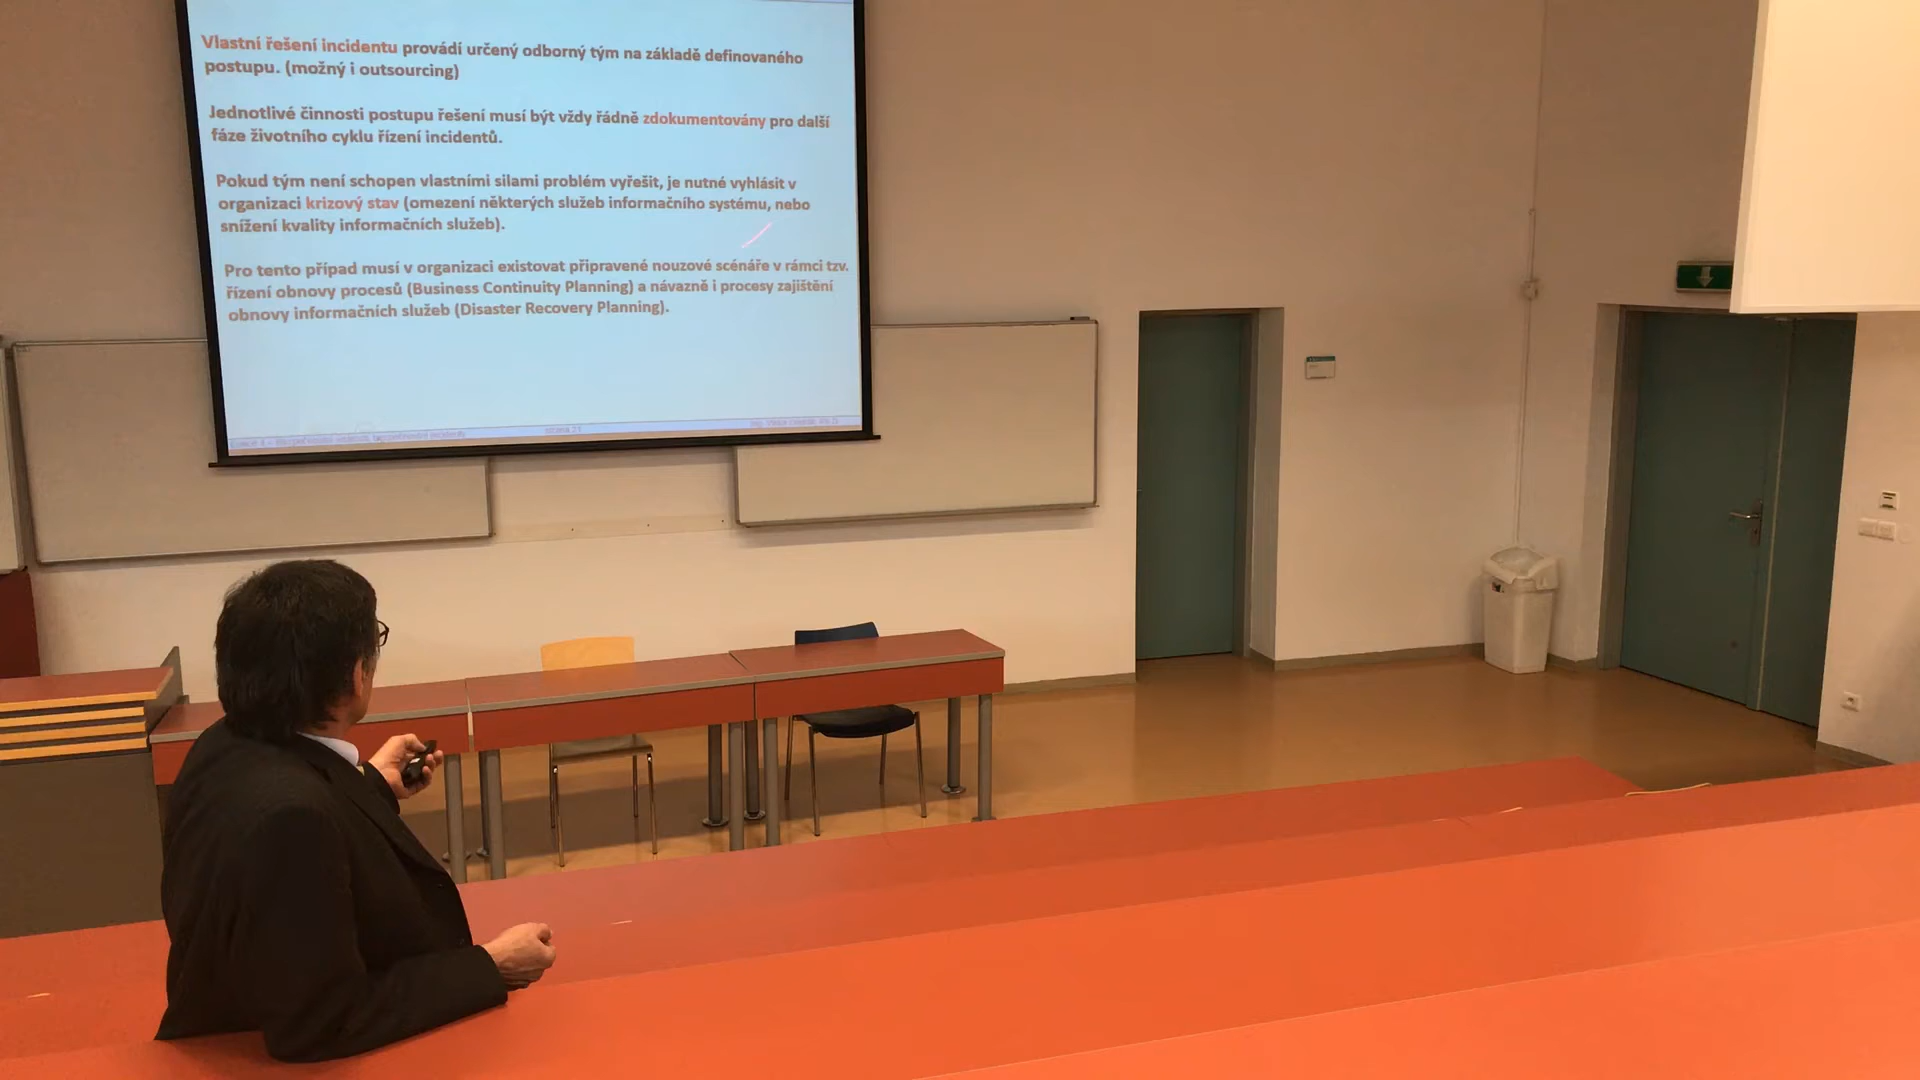 Vlastní řešení incidentu provádí určený odborný tým na základě definovaného
postupu. (možný i outsourcing)
Jednotlivé činnosti postupu řešení musí být vždy řádně zdokumentovány pro další
fáze životního cyklu řízení incidentů.
Pokud tým není schopen vlastními silami problém vyřešit, je nutné vyhlásit v
organizaci krizový stav (omezení některých služeb informačního systému, nebo
snížení kvality informačních služeb).
Pro tento případ musí v organizaci existovat připravené nouzové scénáře v rámci tzv.
řízení obnovy procesů (Business Continuity Planning) a návazně i procesy zajištění
obnovy informačních služeb (Disaster Recovery Planning).